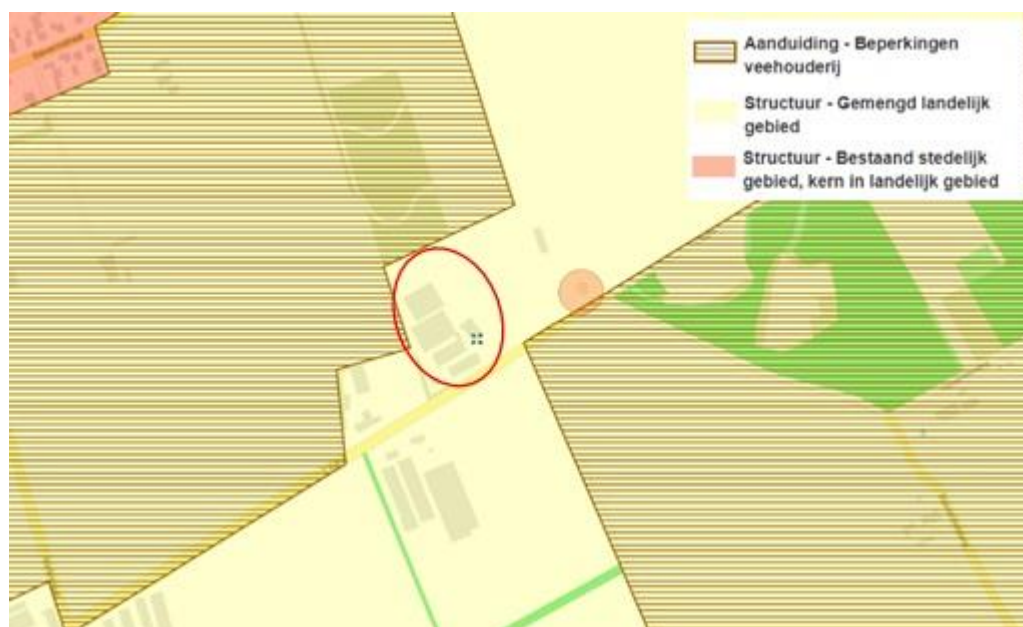 Aanduiding - Beperkingen
veehouderij
Structuur - Gemengd landelijk
gebied
Structuur - Bestaand stedelijk
gebied, kern in landelijk gebied